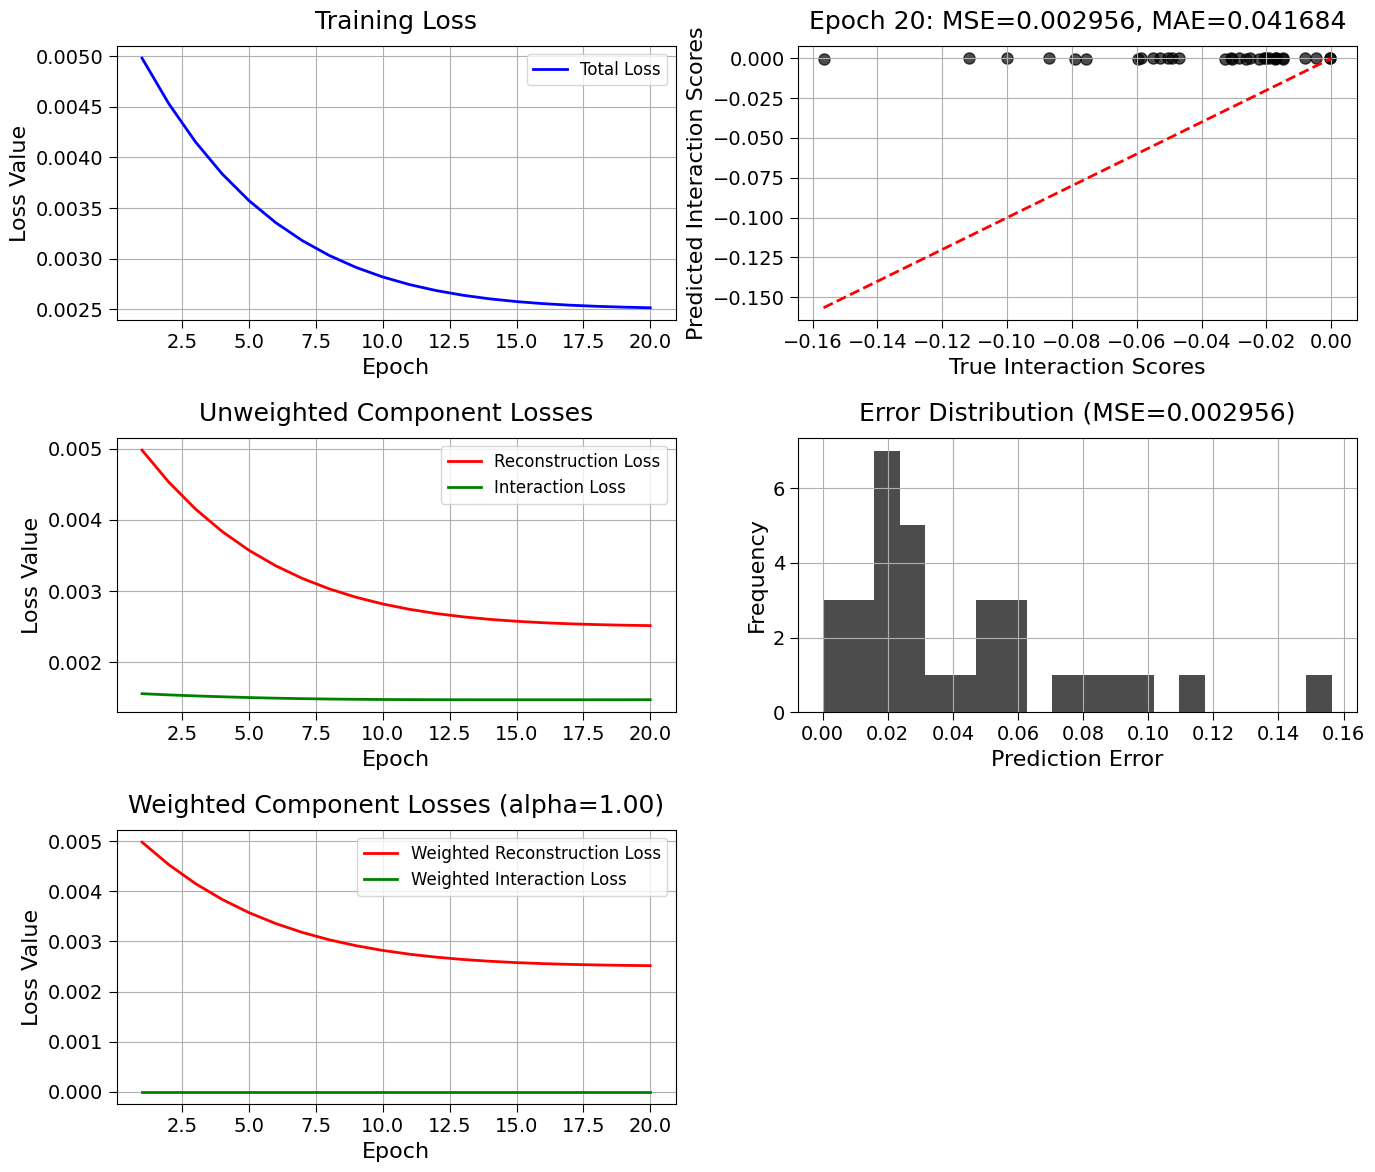 Training Loss
Loss Value
0.0050
0.0045
0.0040
0.0035
0.0030
0.0025
Total Loss
2.5 5.0 7.5 10.0 12.5 15.0 17.5 20.0
Epoch
Epoch 20: MSE=0.002956, MAE=0.041684
Predicted Interaction Scores
0.000
−0.025
−0.050
−0.075
−0.100
−0.125
−0.150
−0.16 −0.14 −0.12 −0.10 −0.08 −0.06 −0.04 −0.02 0.00
True Interaction Scores
Unweighted Component Losses
Loss Value
0.005
0.004
0.003
0.002
Reconstruction Loss
Interaction Loss
2.5 5.0 7.5 10.0 12.5 15.0 17.5 20.0
Epoch
Error Distribution (MSE=0.002956)
Frequency
6
4
2
0
0.00 0.02 0.04 0.06 0.08 0.10 0.12 0.14 0.16
Prediction Error
Weighted Component Losses (alpha=1.00)
Loss Value
0.005
0.004
0.003
0.002
0.001
0.000
Weighted Reconstruction Loss
Weighted Interaction Loss
2.5 5.0 7.5 10.0 12.5 15.0 17.5 20.0
Epoch